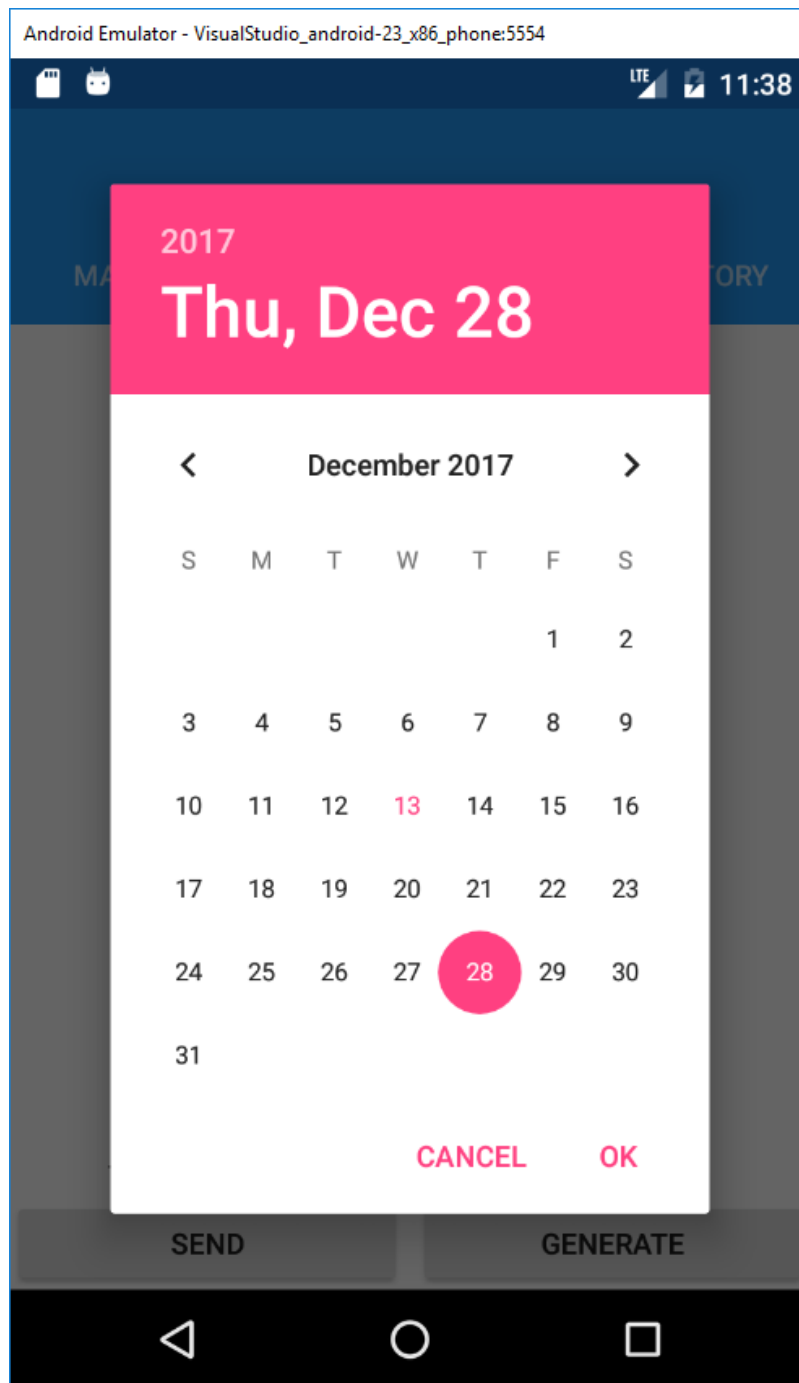 Android Emulator - VisualStudio_android-23_x86_phone:5554
LTE 11:38
2017
MA TORY
Thu, Dec 28
December 2017
S M T W T F S
1 2
3 4 5 6 7 8 9
10 11 12 13 14 15 16
17 18 19 20 21 22 23
24 25 26 27 28 29 30
31
CANCEL OK
SEND GENERATE